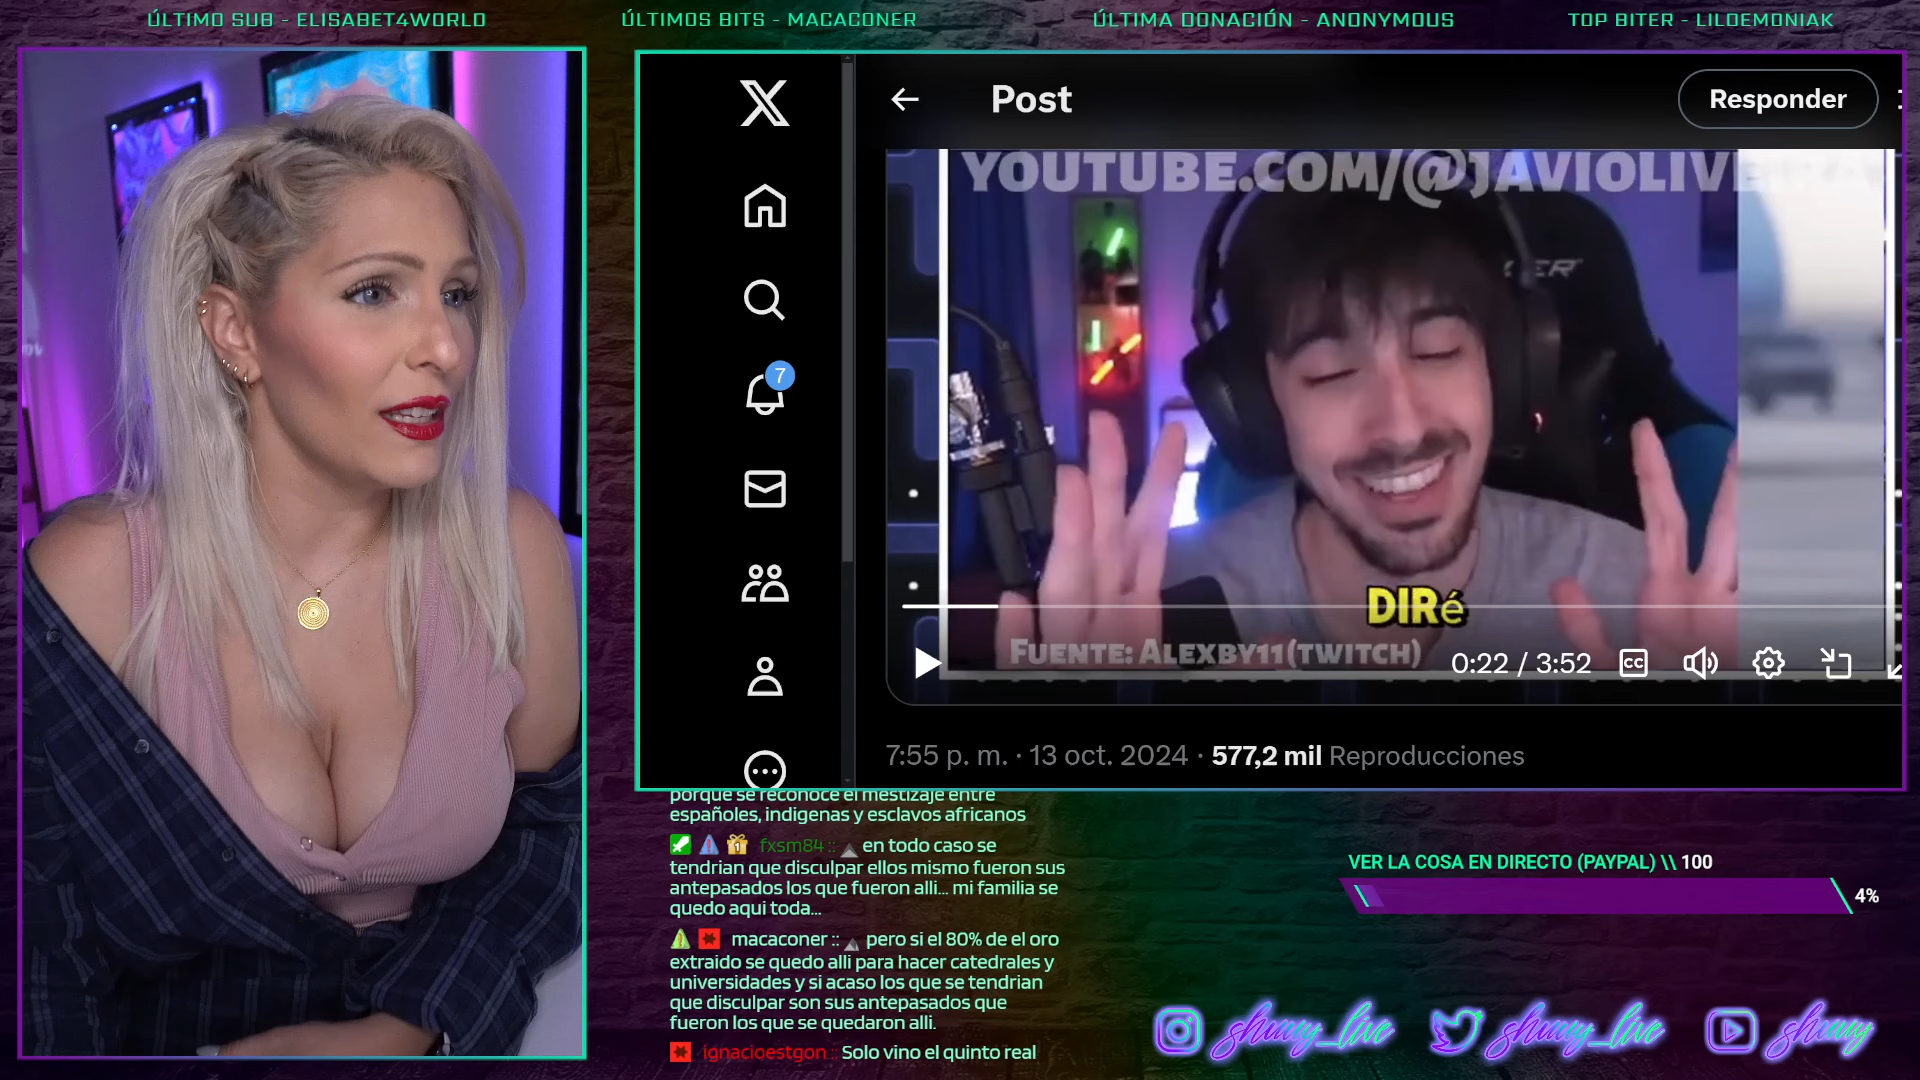 ÚLTIMO SUB - ELISABET4WORLD
ÚLTIMOS BITS - MACACONER
ÚLTIMA DONACIÓN - ANONYMOUS
TOP BITER - LILDEMONIAK
X
Post
Responder
7
YOUTUBE.COM/@JAVIOLIVE
DIRé
FUENTE: ALEXBY11(TWITCH)
0:22 / 3:52
CC
7:55 p. m. · 13 oct. 2024 · 577,2 mil Reproducciones
porque se reconoce el mestizaje entre
españoles, indigenas y esclavos africanos
1 fxsm84 :: en todo caso se
tendrian que disculpar ellos mismo fueron sus
antepasados los que fueron alli... mi familia se
quedo aqui toda...
macaconer :: pero si el 80% de el oro
extraido se quedo alli para hacer catedrales y
universidades y si acaso los que se tendrian
que disculpar son sus antepasados que
fueron los que se quedaron alli.
ignacioestgon :: Solo vino el quinto real
VER LA COSA EN DIRECTO (PAYPAL) \\ 100
4%